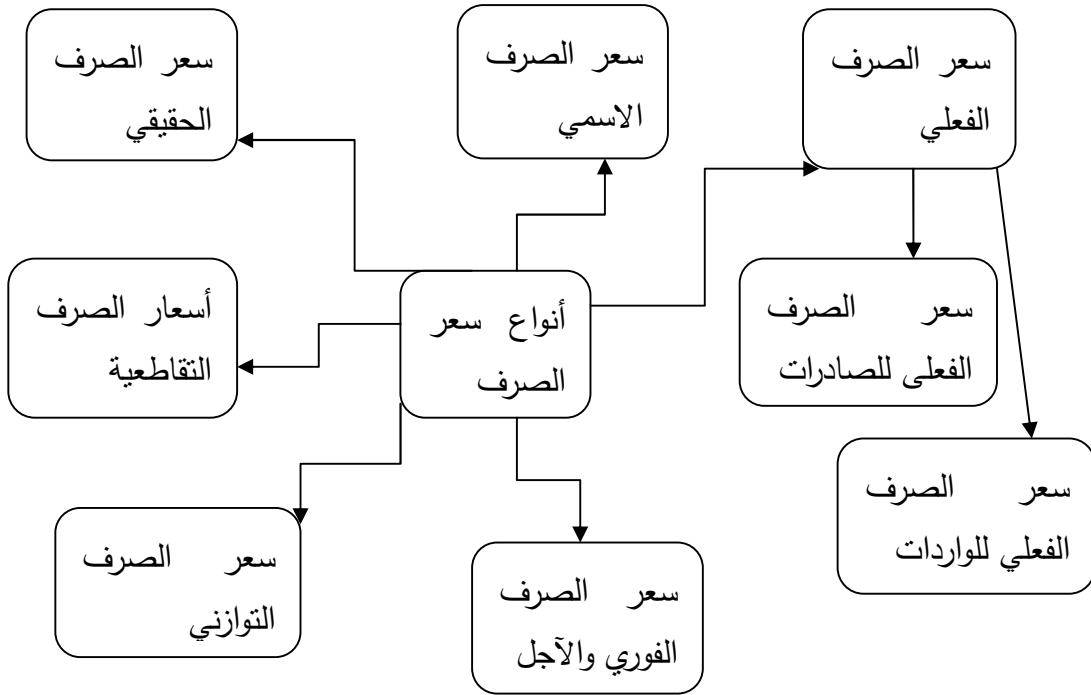 سعر الصرف
الفعلي
سعر الصرف
الاسمي
سعر الصرف
الحقيقي
سعر الصرف
الفعلى للصادرات
أنواع سعر
الصرف
أسعار الصرف
التقاطعية
سعر الصرف
الفعلي للواردات
سعر الصرف
الفوري والآجل
سعر الصرف
التوازني